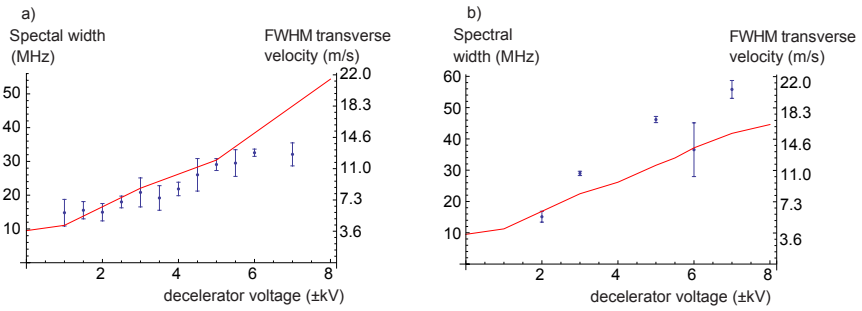 a)
Spectal width
(MHz)
FWHM transverse
velocity (m/s)
50
40
30
20
10
22.0
18.3
14.6
11.0
7.3
3.6
2
4
6
8
decelerator voltage (±kV)
b)
Spectral
width (MHz)
FWHM transverse
velocity (m/s)
60
50
40
30
20
10
22.0
18.3
14.6
11.0
7.3
3.6
2
4
6
8
decelerator voltage (±kV)